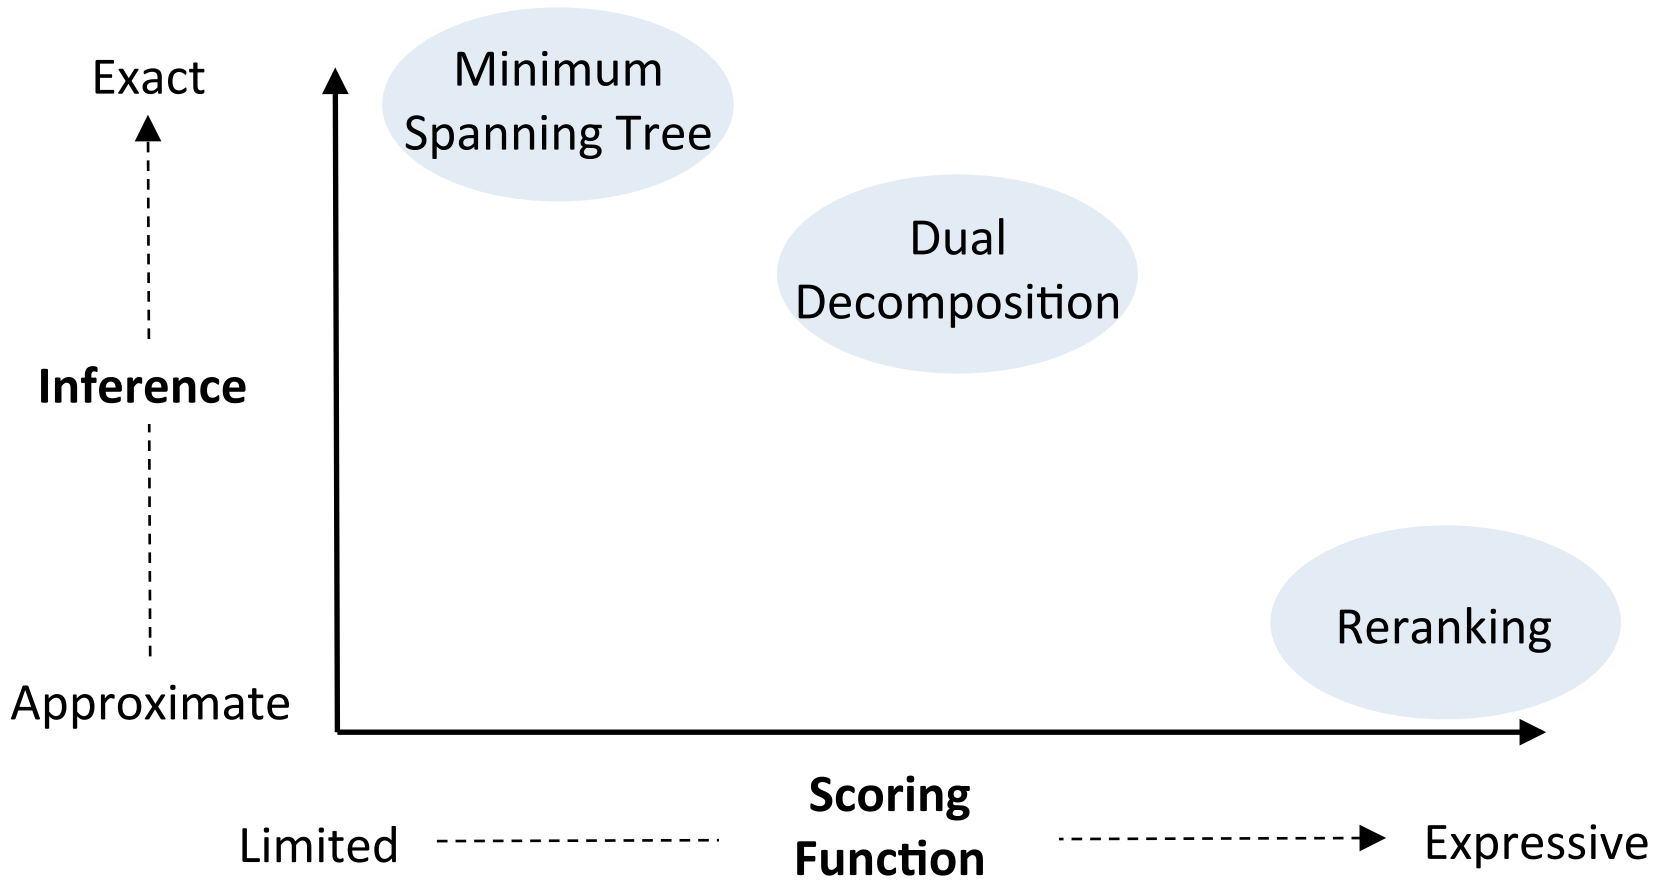 Minimum
Spanning Tree
Exact
Dual
Decomposition
Inference
Reranking
Approximate
Scoring
Function
Limited
Expressive